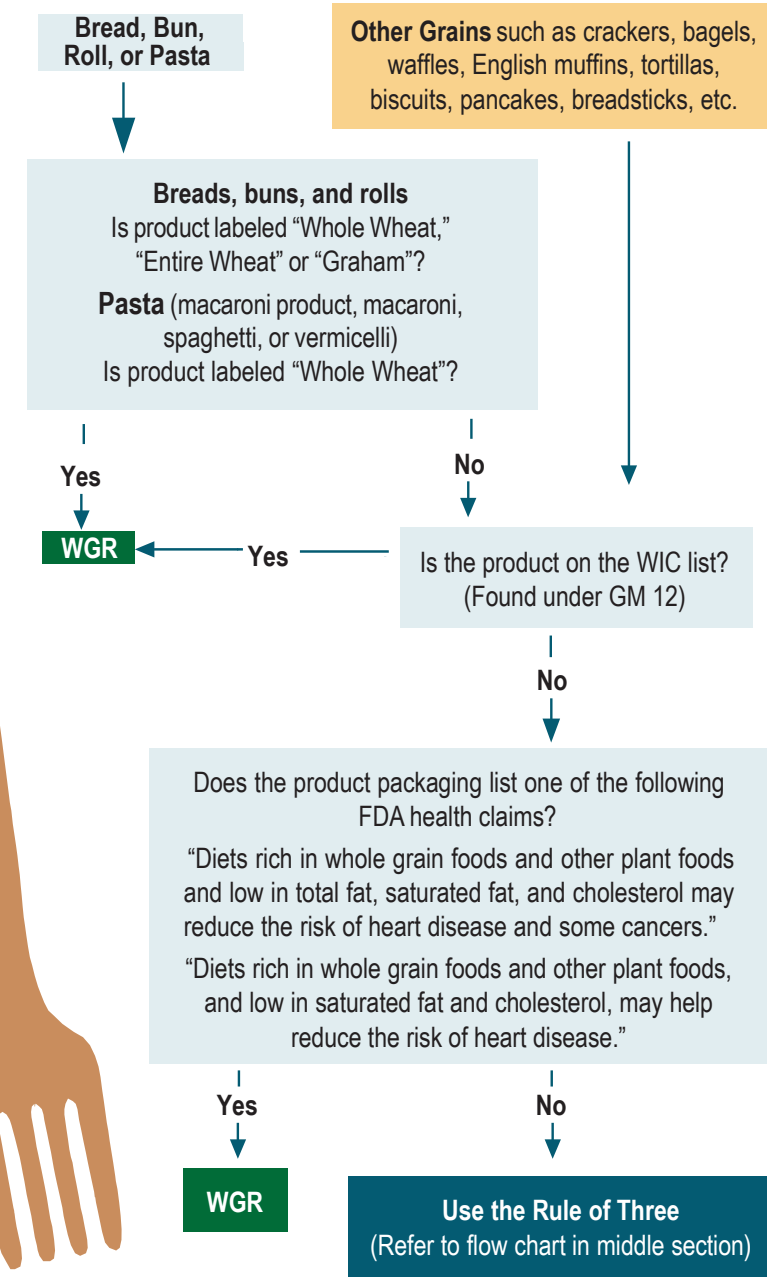 Bread, Bun,
Roll, or Pasta
Other Grains such as crackers, bagels,
waffles, English muffins, tortillas,
biscuits, pancakes, breadsticks, etc.
Breads, buns, and rolls
Is product labeled “Whole Wheat,”
“Entire Wheat” or “Graham”?
Pasta (macaroni product, macaroni,
spaghetti, or vermicelli)
Is product labeled “Whole Wheat”?
Yes
No
WGR
Yes
Is the product on the WIC list?
(Found under GM 12)
No
Does the product packaging list one of the following
FDA health claims?
“Diets rich in whole grain foods and other plant foods
and low in total fat, saturated fat, and cholesterol may
reduce the risk of heart disease and some cancers.”
“Diets rich in whole grain foods and other plant foods,
and low in saturated fat and cholesterol, may help
reduce the risk of heart disease.”
Yes
No
WGR
Use the Rule of Three
(Refer to flow chart in middle section)